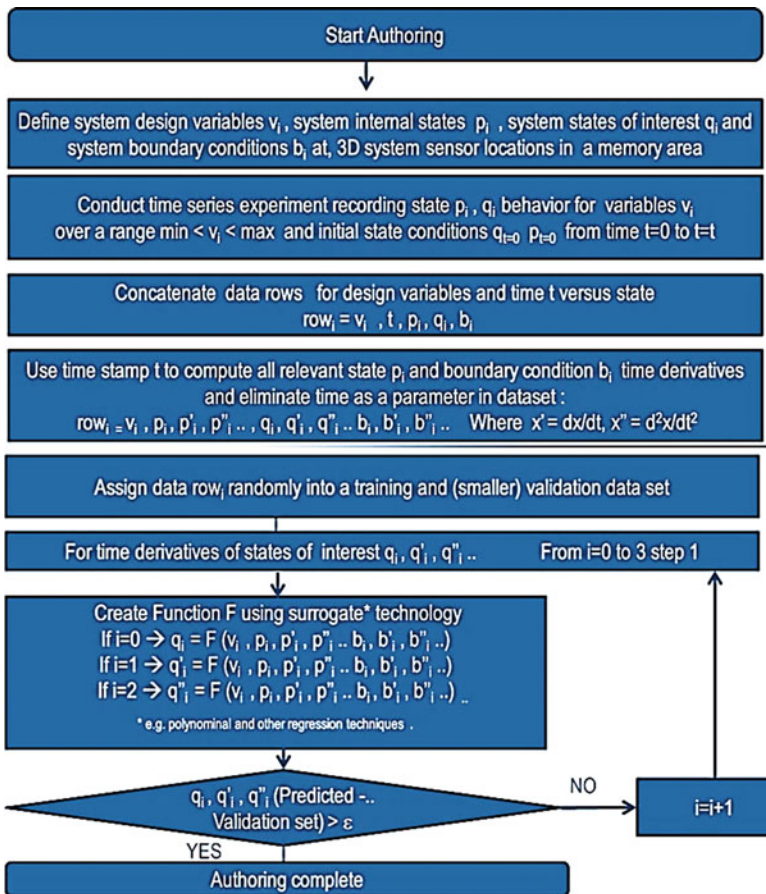 Start Authoring
Define system design variables vᵢ , system internal states pᵢ , system states of interest qᵢ and
system boundary conditions bᵢ at, 3D system sensor locations in a memory area
Conduct time series experiment recording state pᵢ , qᵢ behavior for variables vᵢ
over a range min < vᵢ < max and initial state conditions qₜ₌₀ pₜ₌₀ from time t=0 to t=t
Concatenate data rows for design variables and time t versus state
rowᵢ = vᵢ , t , pᵢ, qᵢ, bᵢ
Use time stamp t to compute all relevant state pᵢ and boundary condition bᵢ time derivatives
and eliminate time as a parameter in dataset :
rowᵢ = vᵢ , pᵢ, p'ᵢ, p"ᵢ .. , qᵢ, q'ᵢ, q"ᵢ .. bᵢ, b'ᵢ, b"ᵢ .. Where x' = dx/dt, x" = d²x/dt²
Assign data rowᵢ randomly into a training and (smaller) validation data set
For time derivatives of states of interest qᵢ, q'ᵢ , q"ᵢ .. From i=0 to 3 step 1
Create Function F using surrogate* technology
If i=0 → qᵢ = F (vᵢ , pᵢ, p'ᵢ, p"ᵢ .. bᵢ, b'ᵢ, b"ᵢ ..)
If i=1 → q'ᵢ = F (vᵢ , pᵢ, p'ᵢ, p"ᵢ .. bᵢ, b'ᵢ, b"ᵢ ..)
If i=2 → q"ᵢ = F (vᵢ , pᵢ, p'ᵢ, p"ᵢ .. bᵢ, b'ᵢ, b"ᵢ ..) ..
* e.g. polynominal and other regression techniques .
qᵢ, q'ᵢ, q"ᵢ (Predicted -..
Validation set) > ε
NO
i=i+1
YES
Authoring complete